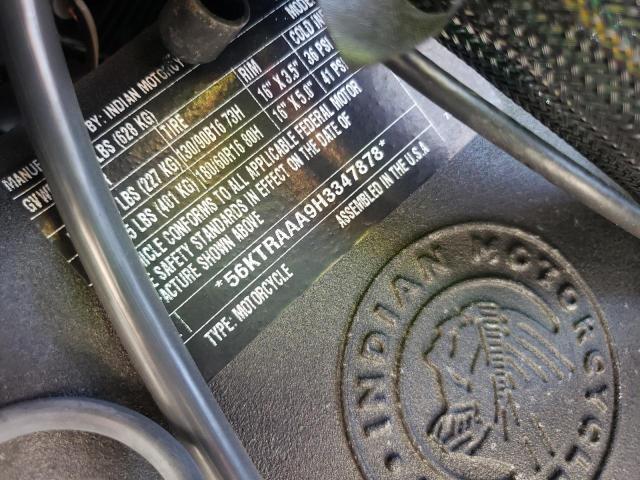 MANUF
BY: INDIAN MOTORCY
MODE
GVW
LBS (628 KG)
TIRE
RIM
COLD INF
LBS (227 KG)
130/90B16 73H
16" X 3.5"
36 PSI
5 LBS (401 KG)
180/60R16 80H
16" X 5.0"
41 PSI
ICLE CONFORMS TO ALL APPLICABLE FEDERAL MOTOR
E SAFETY STANDARDS IN EFFECT ON THE DATE OF
FACTURE SHOWN ABOVE
*56KTRAAA9H3347878*
TYPE: MOTORCYCLE
ASSEMBLED IN THE U.S.A
INDIAN MOTORCYCLE